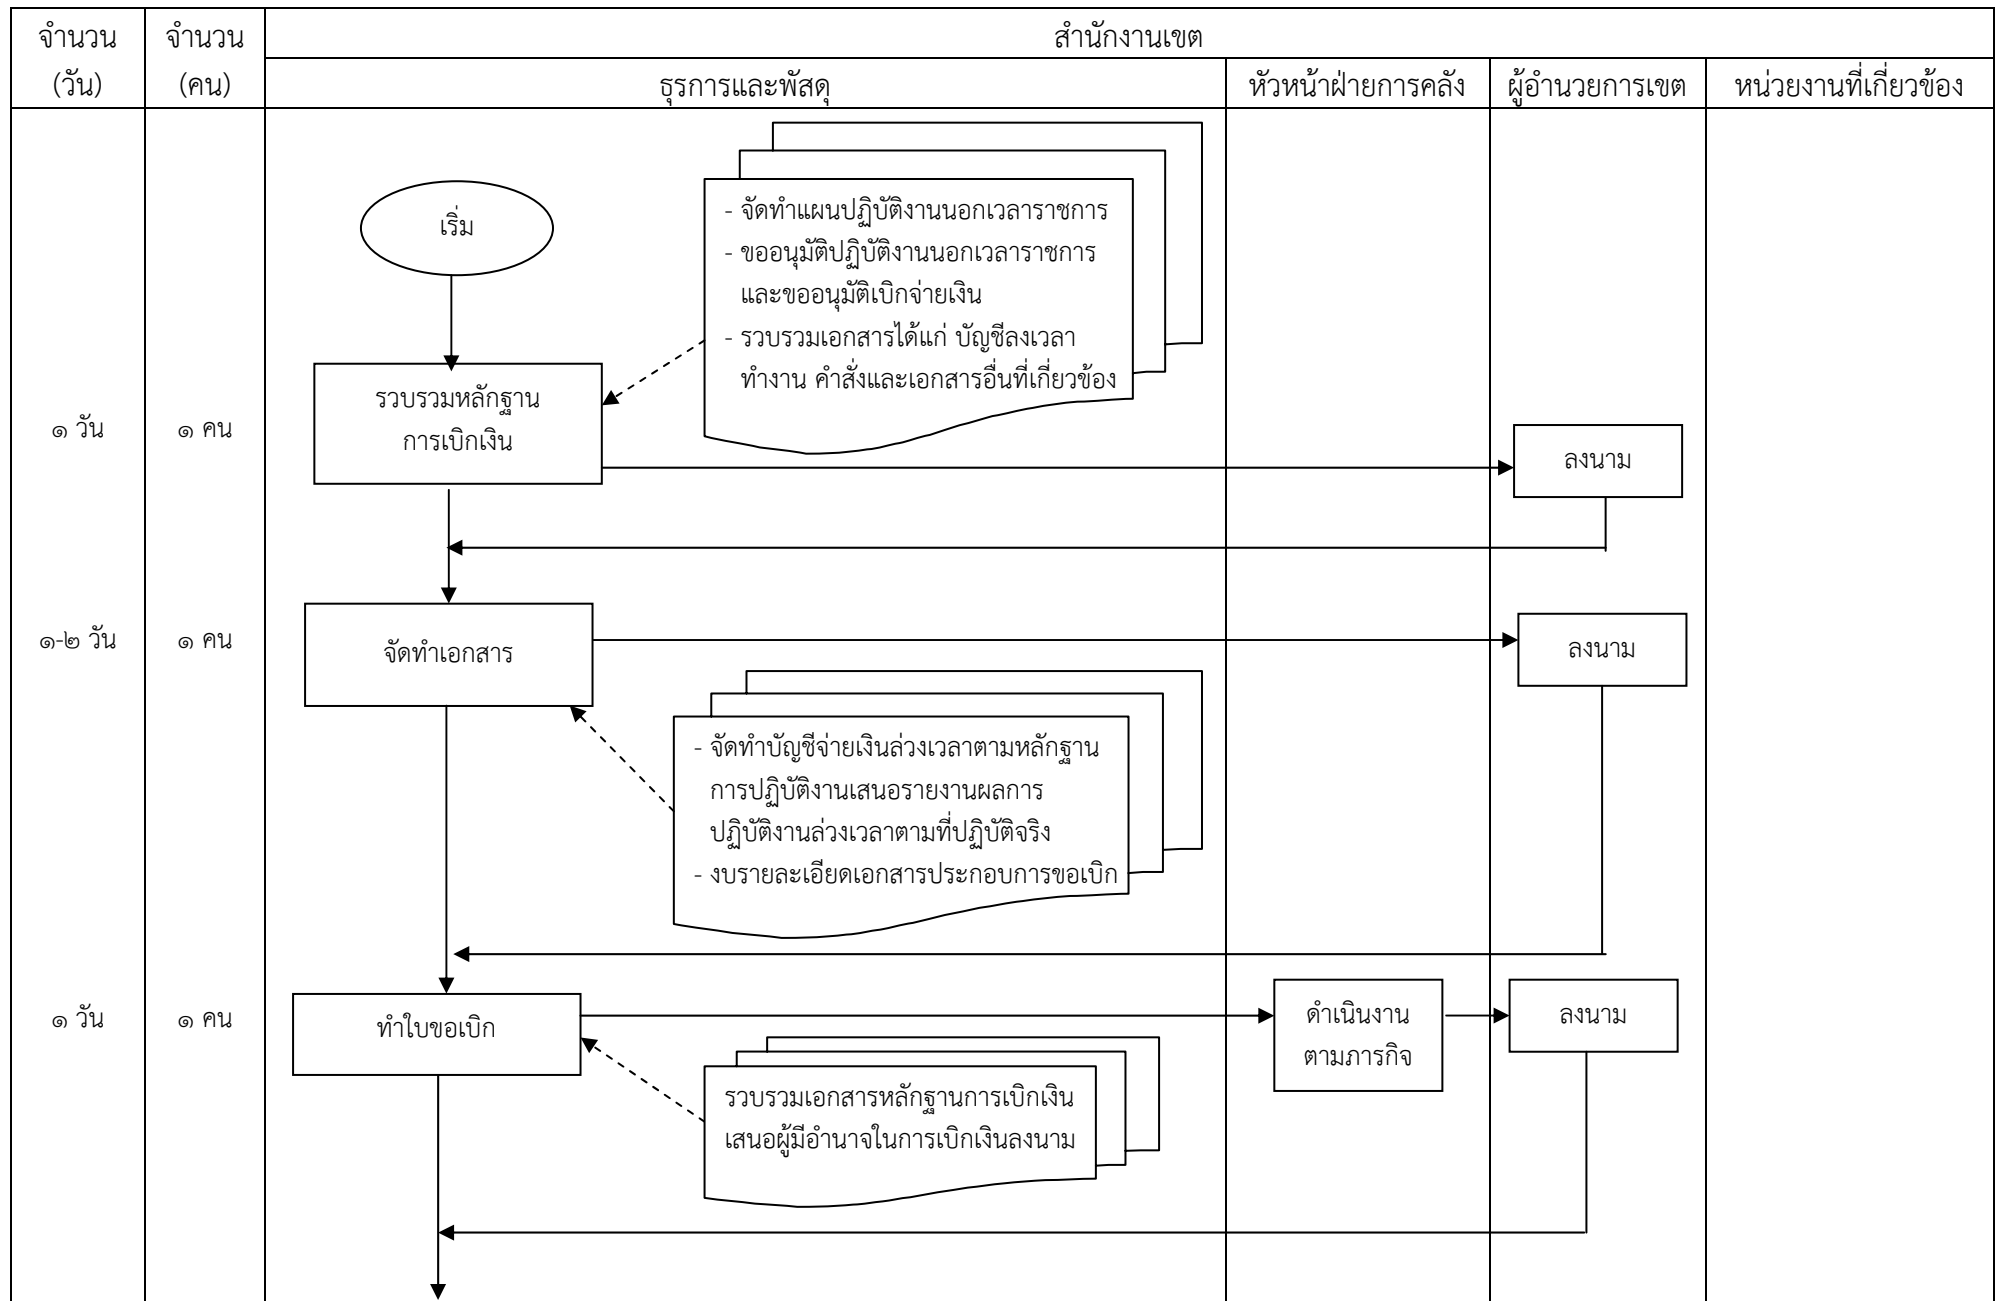 จำนวน
(วัน)
จำนวน
(คน)
สำนักงานเขต
ธุรการและพัสดุ
หัวหน้าฝ่ายการคลัง
ผู้อำนวยการเขต
หน่วยงานที่เกี่ยวข้อง
เริ่ม
- จัดทำแผนปฏิบัติงานนอกเวลาราชการ
- ขออนุมัติปฏิบัติงานนอกเวลาราชการ
และขออนุมัติเบิกจ่ายเงิน
- รวบรวมเอกสารได้แก่ บัญชีลงเวลา
ทำงาน คำสั่งและเอกสารอื่นที่เกี่ยวข้อง
๑ วัน
๑ คน
รวบรวมหลักฐาน
การเบิกเงิน
ลงนาม
๑-๒ วัน
๑ คน
จัดทำเอกสาร
ลงนาม
- จัดทำบัญชีจ่ายเงินล่วงเวลาตามหลักฐาน
การปฏิบัติงานเสนอรายงานผลการ
ปฏิบัติงานล่วงเวลาตามที่ปฏิบัติจริง
- งบรายละเอียดเอกสารประกอบการขอเบิก
๑ วัน
๑ คน
ทำใบขอเบิก
ดำเนินงาน
ตามภารกิจ
ลงนาม
รวบรวมเอกสารหลักฐานการเบิกเงิน
เสนอผู้มีอำนาจในการเบิกเงินลงนาม